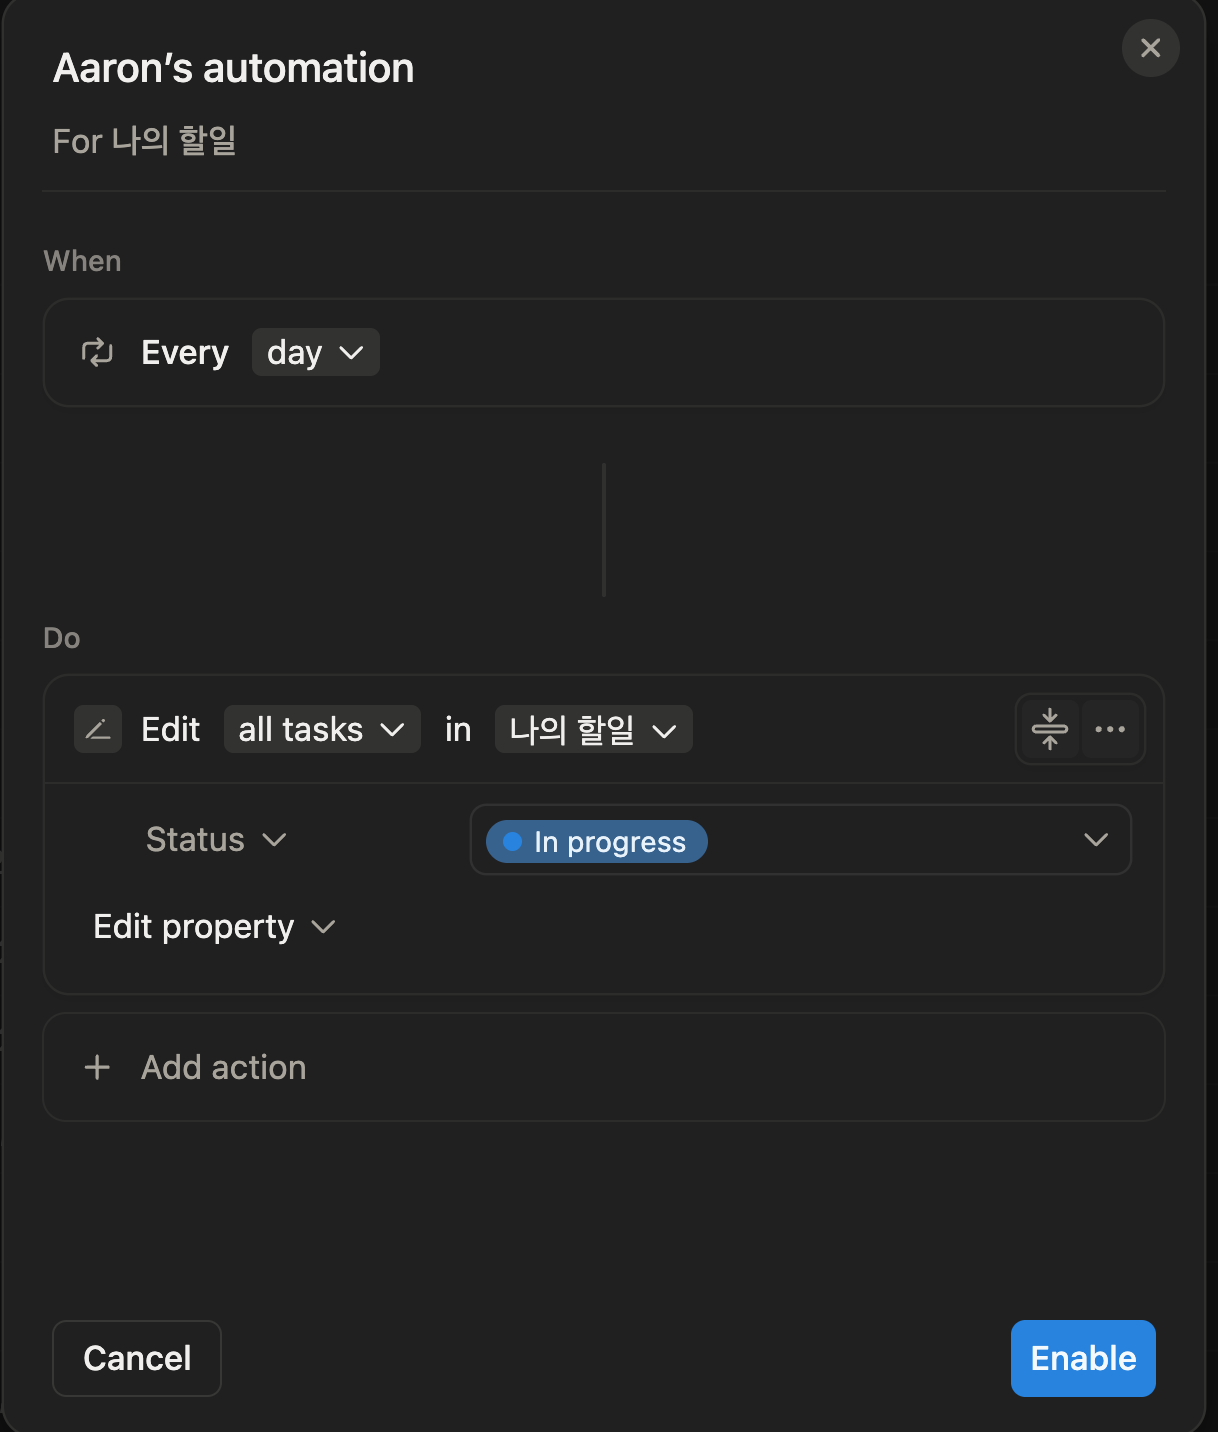 Aaron’s automation
For 나의 할일
When
Every day
Do
Edit all tasks in 나의 할일
Status In progress
Edit property
Add action
Cancel Enable